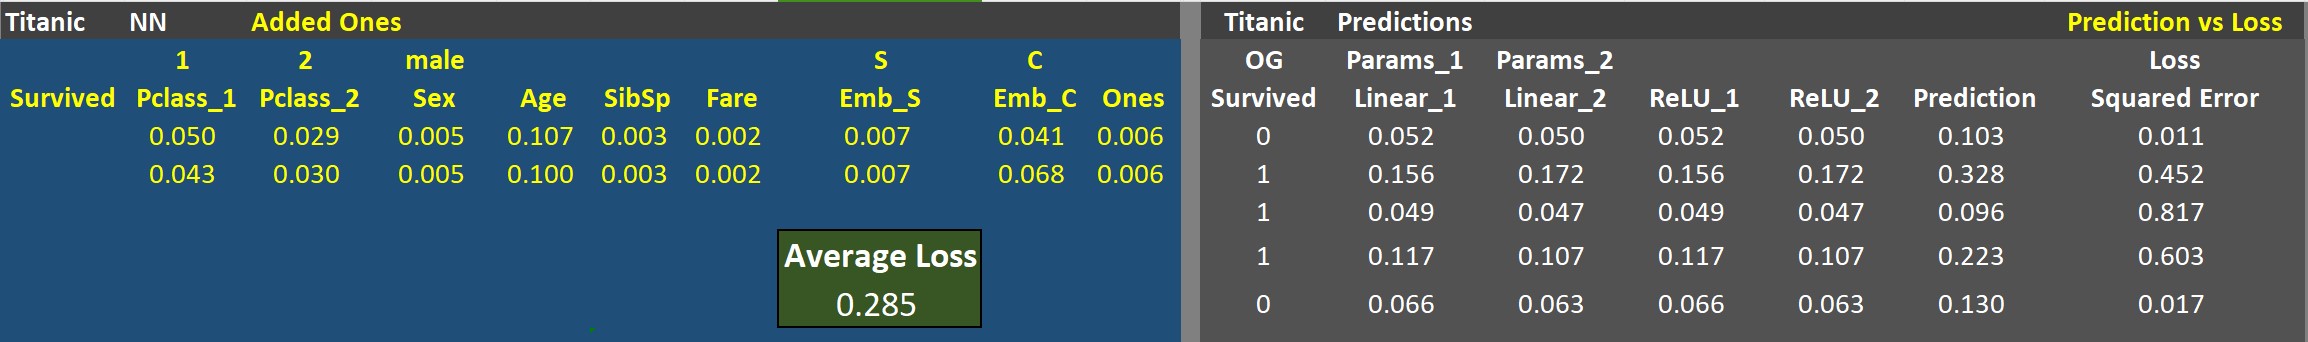 Titanic NN Added Ones
1 2 male S C
Survived Pclass_1 Pclass_2 Sex Age SibSp Fare Emb_S Emb_C Ones
0.050 0.029 0.005 0.107 0.003 0.002 0.007 0.041 0.006
0.043 0.030 0.005 0.100 0.003 0.002 0.007 0.068 0.006
Average Loss
0.285
Titanic Predictions Prediction vs Loss
OG Params_1 Params_2 Loss
Survived Linear_1 Linear_2 ReLU_1 ReLU_2 Prediction Squared Error
0 0.052 0.050 0.052 0.050 0.103 0.011
1 0.156 0.172 0.156 0.172 0.328 0.452
1 0.049 0.047 0.049 0.047 0.096 0.817
1 0.117 0.107 0.117 0.107 0.223 0.603
0 0.066 0.063 0.066 0.063 0.130 0.017